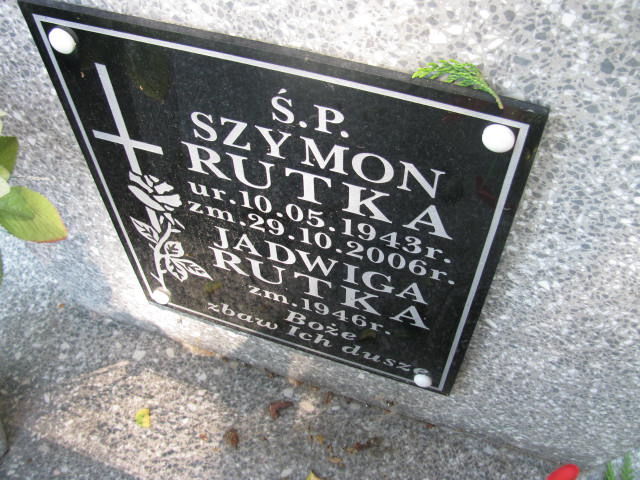 Ś.P.
SZYMON
RUTKA
ur.10.05.1943r.
zm.29.10.2006r.
JADWIGA
RUTKA
zm.1946r.
Boże
zbaw Ich dusze